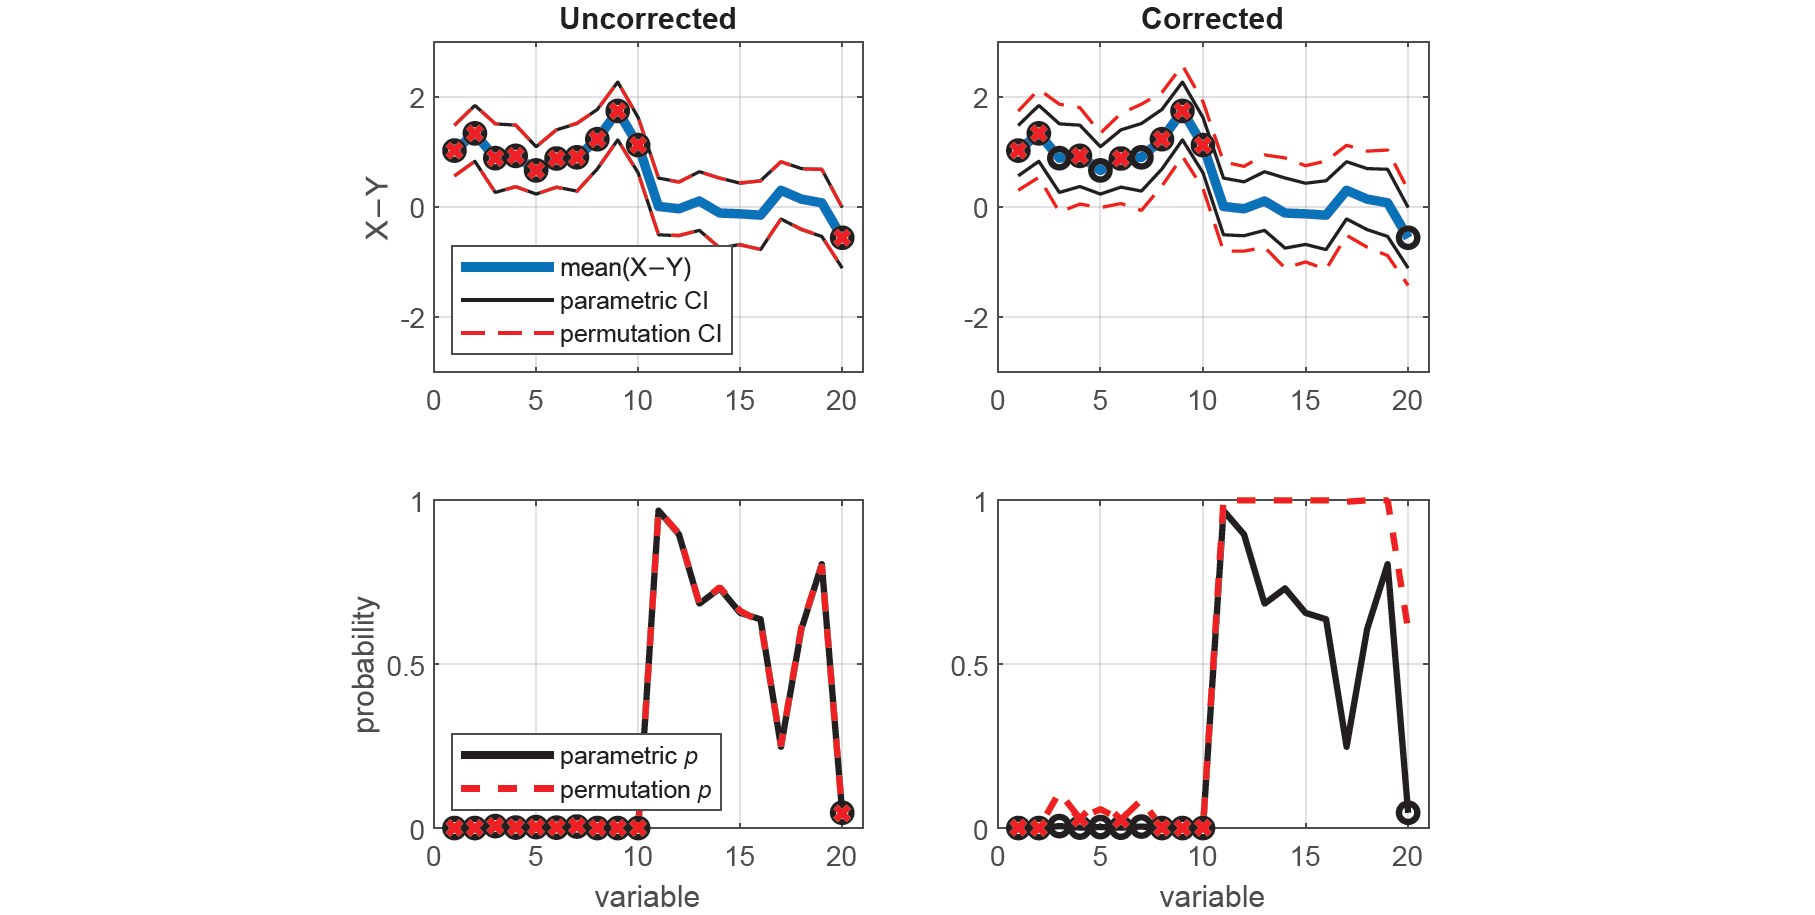 Uncorrected
Corrected
X−Y
2
0
-2
mean(X−Y)
parametric CI
permutation CI
0 5 10 15 20
2
0
-2
0 5 10 15 20
probability
1
0.5
0
parametric p
permutation p
0 5 10 15 20
variable
1
0.5
0
0 5 10 15 20
variable